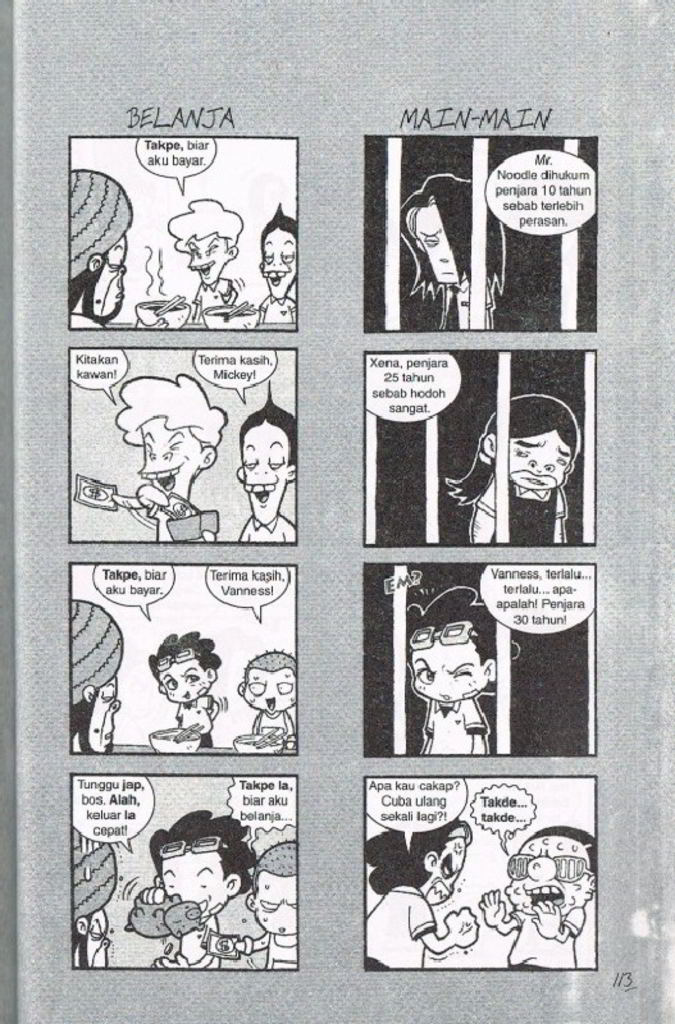 BELANJA
Takpe, biar
aku bayar.
Kitakan
kawan!
Terima kasih,
Mickey!
Takpe, biar
aku bayar.
Terima kasih,
Vanness!
Tunggu jap,
bos. Alah,
keluar la
cepat!
Takpe la,
biar aku
belanja...
MAIN-MAIN
Mr.
Noodle dihukum
penjara 10 tahun
sebab terlebih
perasan.
Xena, penjara
25 tahun
sebab hodoh
sangat.
EM?
Vanness, terlalu...
terlalu... apa-
apalah! Penjara
30 tahun!
Apa kau cakap?
Cuba ulang
sekali lagi?!
Takde...
takde...
113